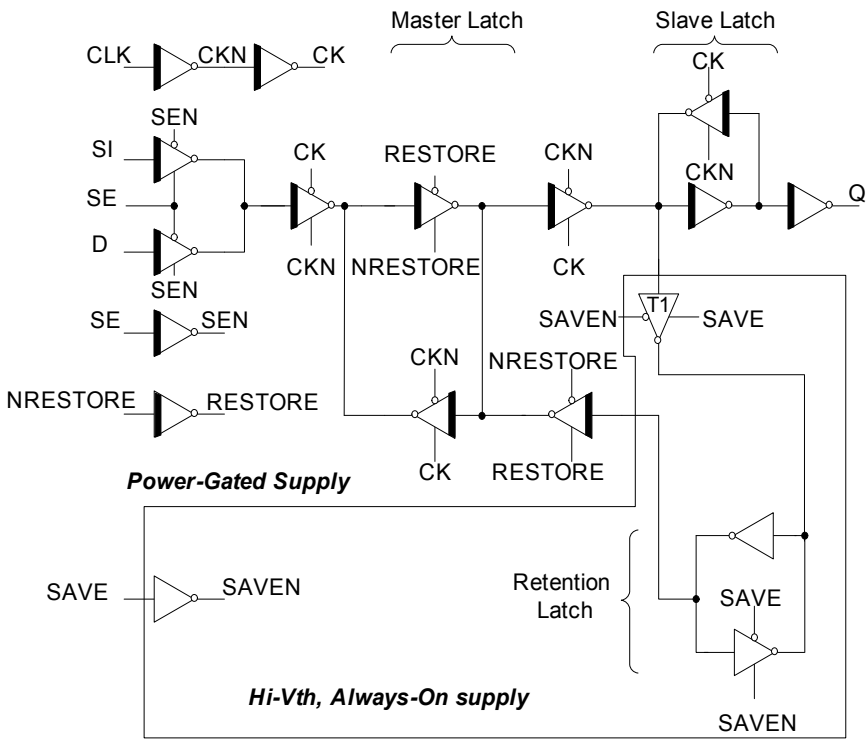 Master Latch
Slave Latch
CLK
CKN
CK
CK
SEN
SI
CK
RESTORE
CKN
CKN
SE
Q
D
CKN
NRESTORE
CK
SEN
T1
SAVEN
SAVE
SE
SEN
CKN
NRESTORE
NRESTORE
RESTORE
CK
RESTORE
Power-Gated Supply
Retention
Latch
SAVE
SAVEN
SAVE
Hi-Vth, Always-On supply
SAVEN